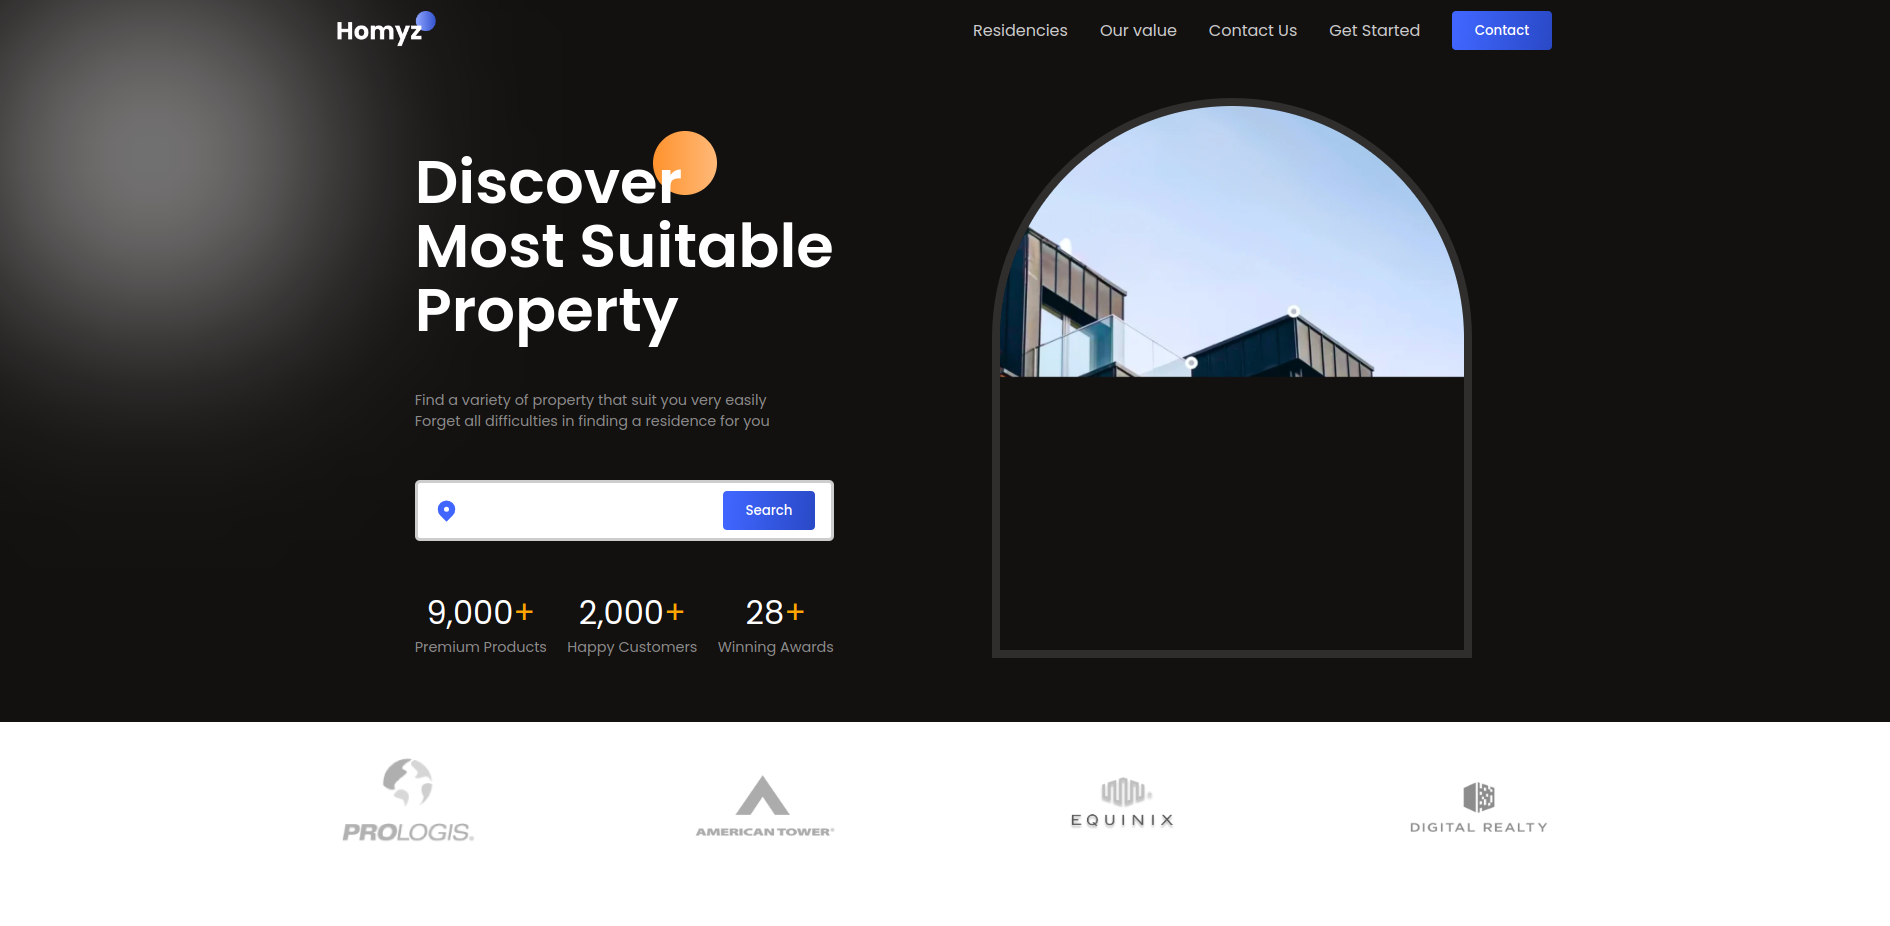 Homyz
Residencies
Our value
Contact Us
Get Started
Contact
Discover
Most Suitable
Property
Find a variety of property that suit you very easily
Forget all difficulties in finding a residence for you
Search
9,000+
2,000+
28+
Premium Products
Happy Customers
Winning Awards
PROLOGIS
AMERICAN TOWER
EQUINIX
DIGITAL REALTY